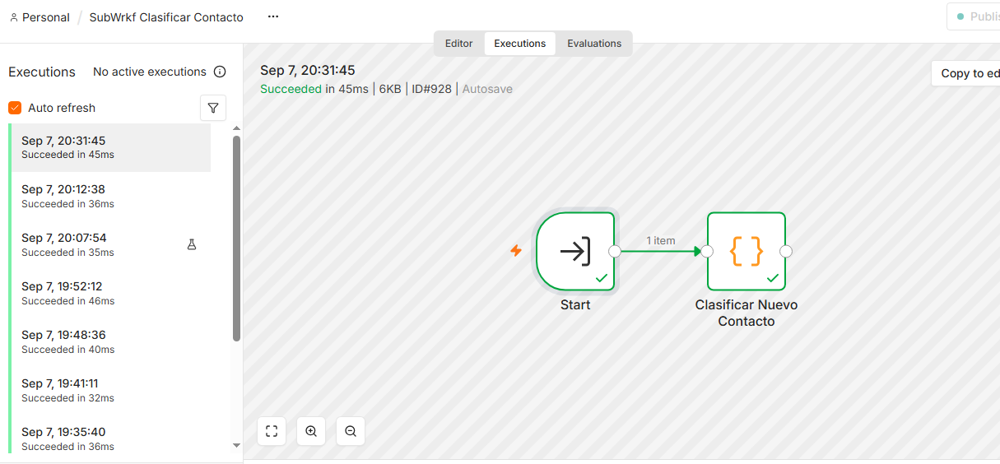 Personal / SubWrkf Clasificar Contacto ...
Publi
Editor Executions Evaluations
Executions No active executions
Auto refresh
Sep 7, 20:31:45
Succeeded in 45ms
Sep 7, 20:12:38
Succeeded in 36ms
Sep 7, 20:07:54
Succeeded in 35ms
Sep 7, 19:52:12
Succeeded in 46ms
Sep 7, 19:48:36
Succeeded in 40ms
Sep 7, 19:41:11
Succeeded in 32ms
Sep 7, 19:35:40
Succeeded in 36ms
Sep 7, 20:31:45
Succeeded in 45ms | 6KB | ID#928 | Autosave
Copy to ed
1 item
Start
Clasificar Nuevo
Contacto